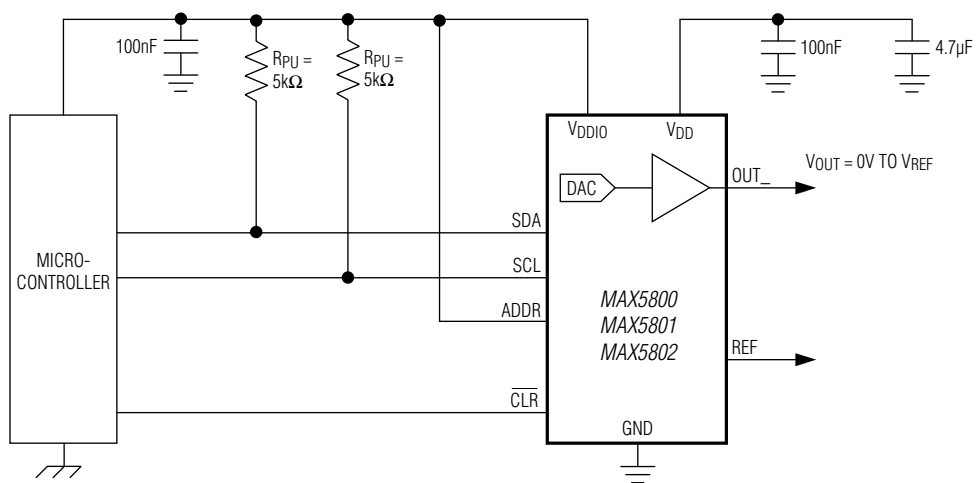 100nF
RPU =
5kΩ
RPU =
5kΩ
100nF
4.7µF
VDDIO
VDD
DAC
OUT_
VOUT = 0V TO VREF
SDA
SCL
ADDR
MICRO-
CONTROLLER
MAX5800
MAX5801
MAX5802
REF
CLR
GND